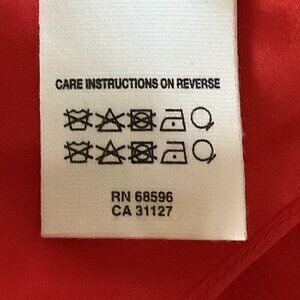 CARE INSTRUCTIONS ON REVERSE
RN 68596
CA 31127